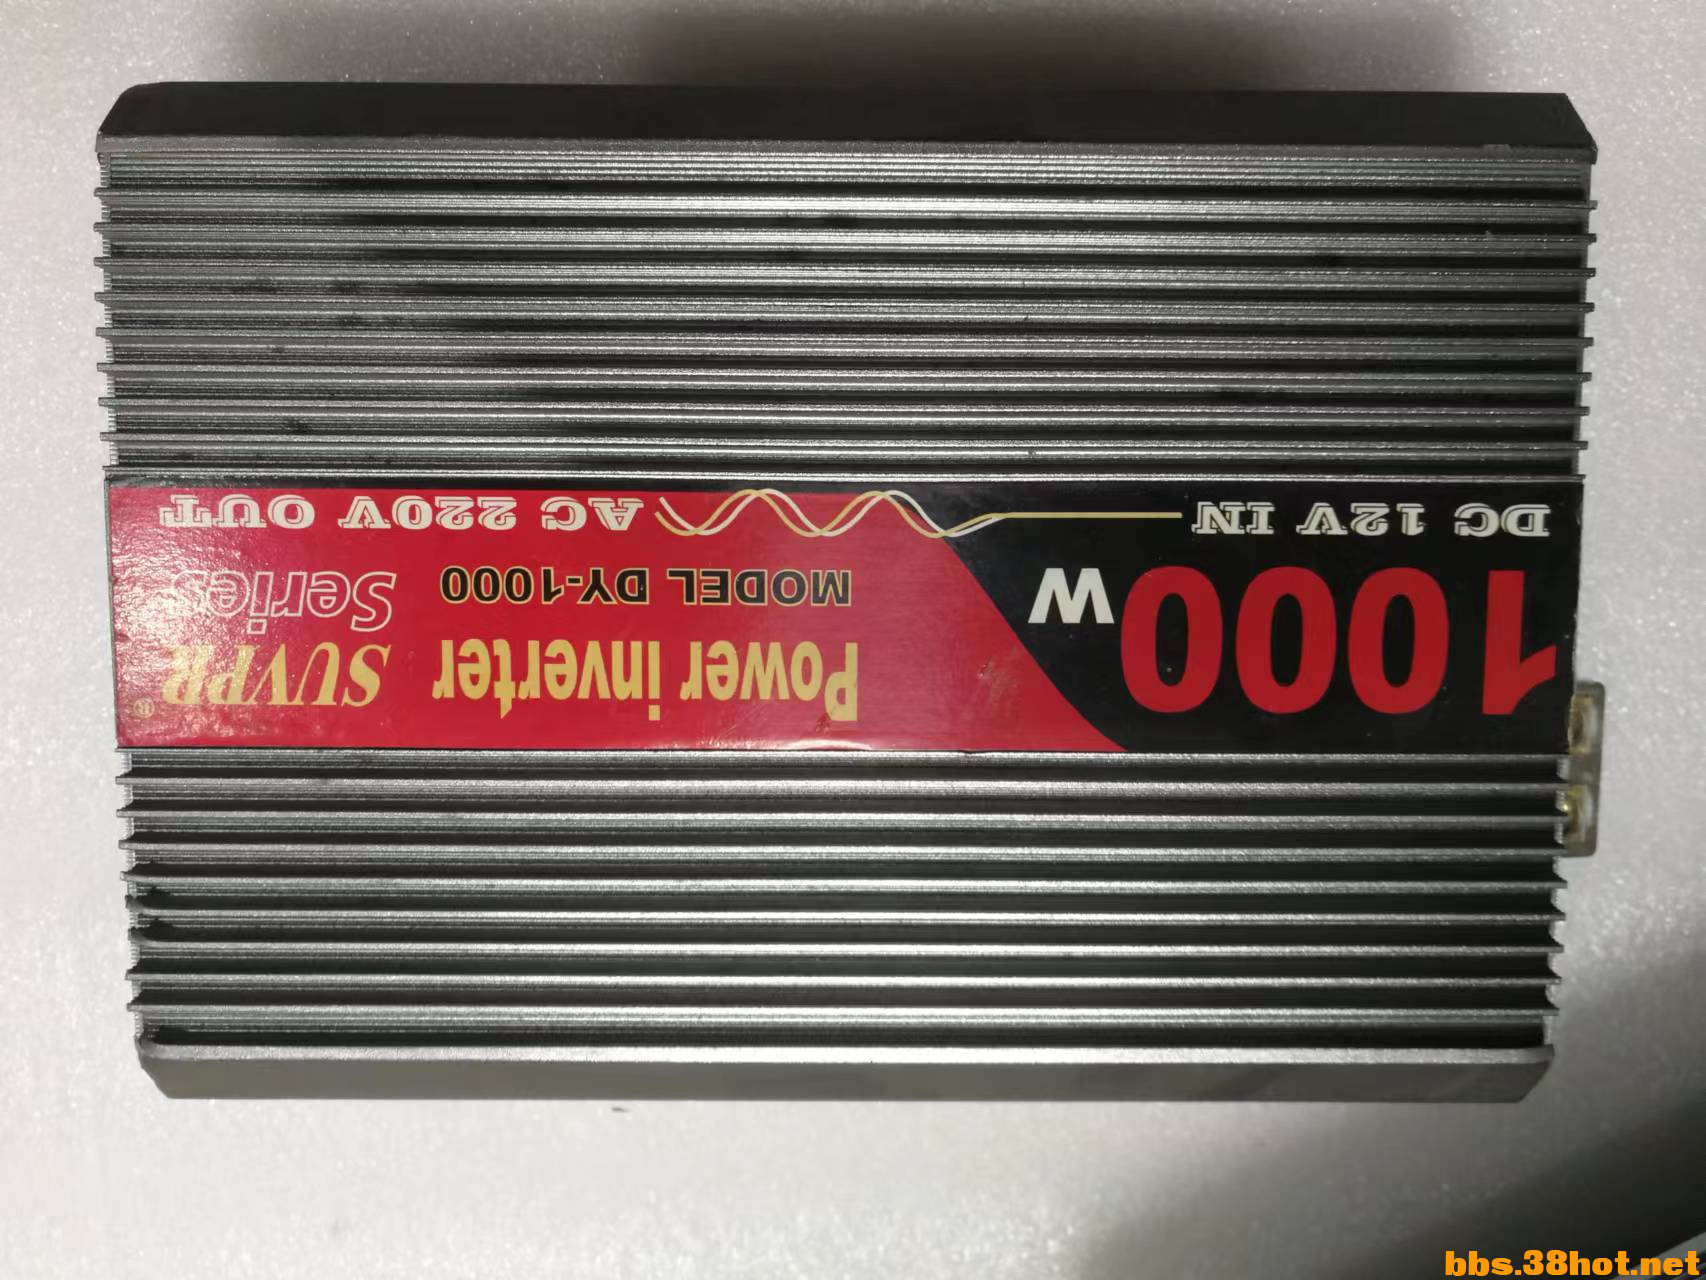 1000W
Power inverter
SUVPR®
MODEL DY-1000
Series
DC 12V IN
AC 220V OUT
bbs.38hot.net